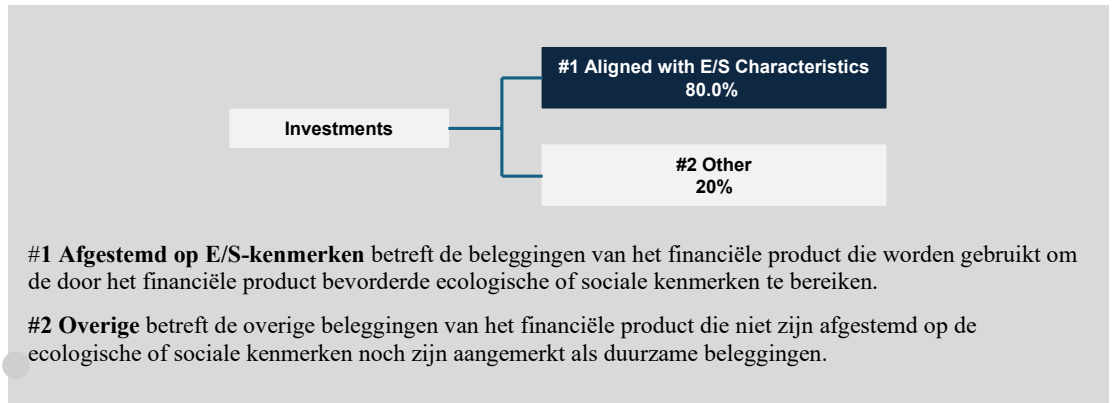 #1 Aligned with E/S Characteristics
80.0%
Investments
#2 Other
20%
#1 Afgestemd op E/S-kenmerken betreft de beleggingen van het financiële product die worden gebruikt om
de door het financiële product bevorderde ecologische of sociale kenmerken te bereiken.
#2 Overige betreft de overige beleggingen van het financiële product die niet zijn afgestemd op de
ecologische of sociale kenmerken noch zijn aangemerkt als duurzame beleggingen.